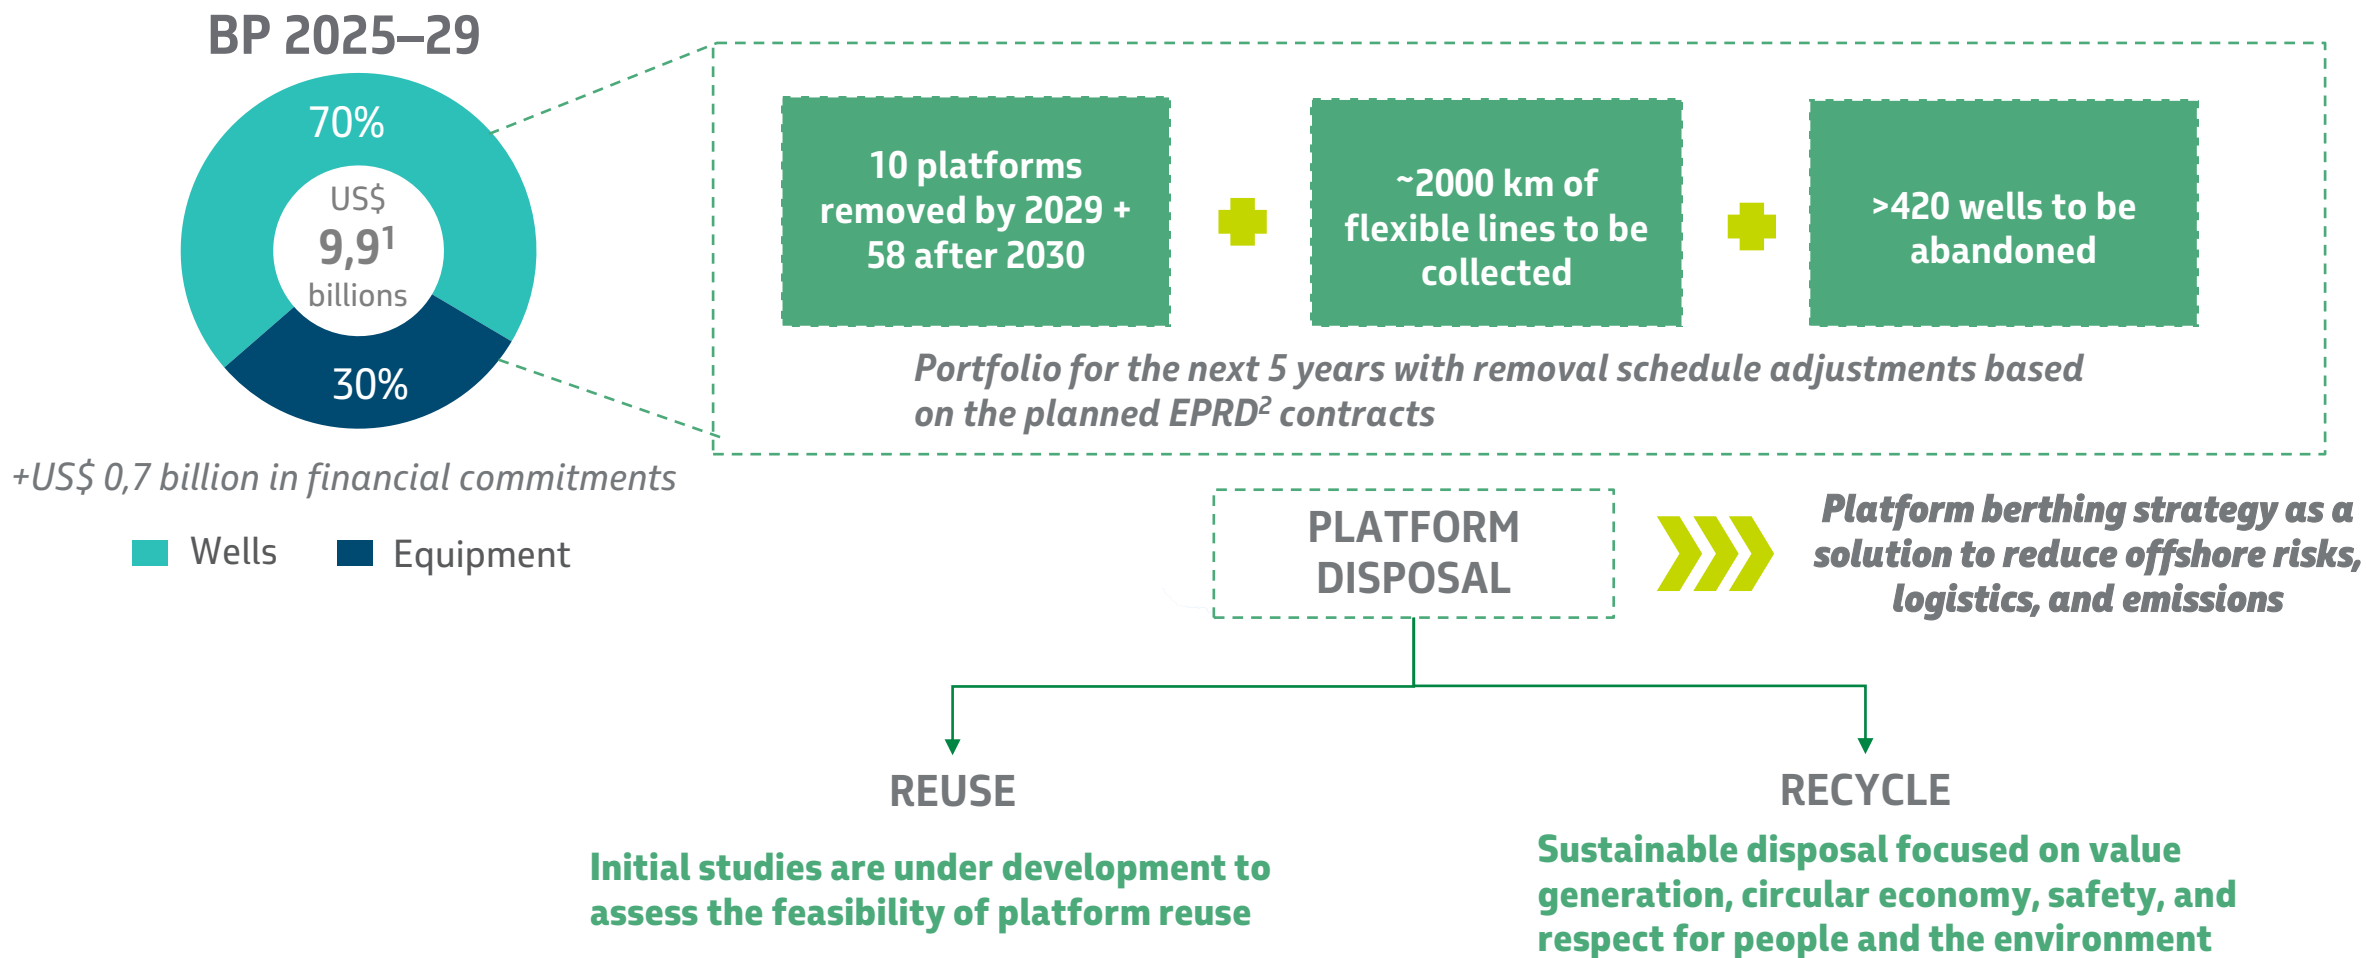 BP 2025–29
70%
US$
9,9¹
billions
30%
+US$ 0,7 billion in financial commitments
Wells
Equipment
10 platforms
removed by 2029 +
58 after 2030
~2000 km of
flexible lines to be
collected
>420 wells to be
abandoned
Portfolio for the next 5 years with removal schedule adjustments based
on the planned EPRD² contracts
PLATFORM
DISPOSAL
Platform berthing strategy as a
solution to reduce offshore risks,
logistics, and emissions
REUSE
Initial studies are under development to
assess the feasibility of platform reuse
RECYCLE
Sustainable disposal focused on value
generation, circular economy, safety, and
respect for people and the environment